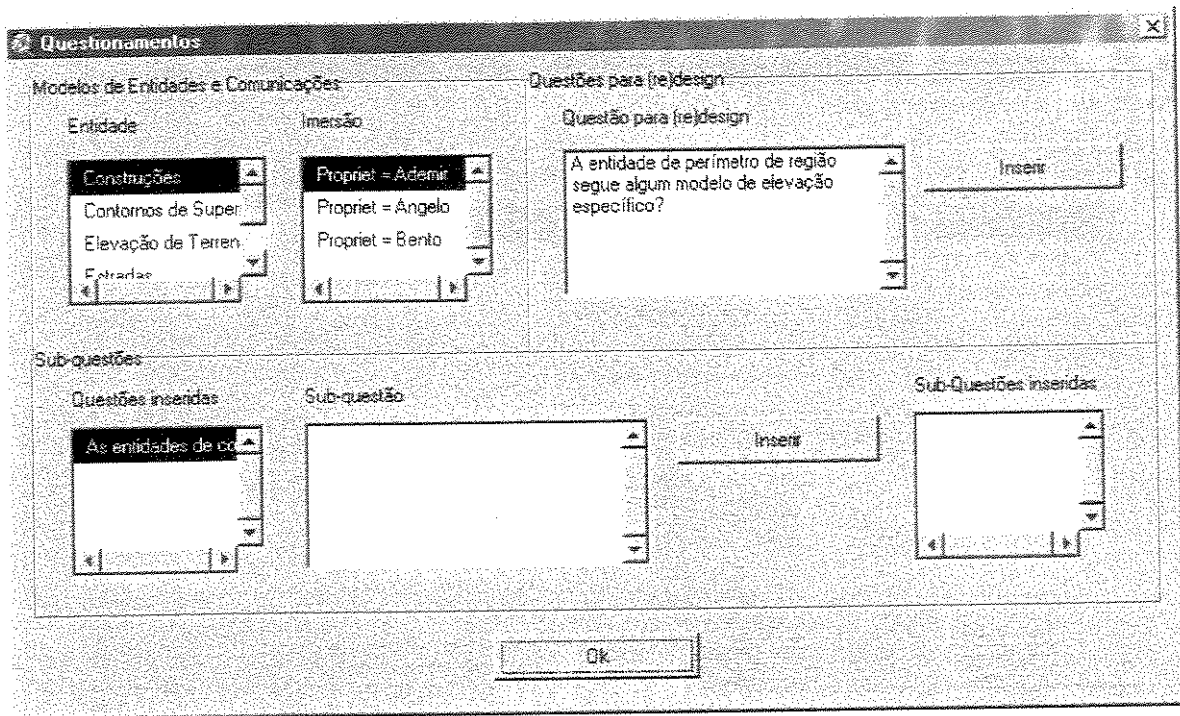 Questionamentos
Modelos de Entidades e Comunicações
Entidade
Imersão
Construções
Contornos de Super
Elevação de Terren
Estradas
Propriet = Ademir
Propriet = Angelo
Propriet = Bento
Questões para (re)design
Questão para (re)design
A entidade de perímetro de região
segue algum modelo de elevação
específico?
Inserir
Sub-questões
Questões inseridas
As entidades de co
Sub-questão
Inserir
Sub-Questões inseridas
Ok